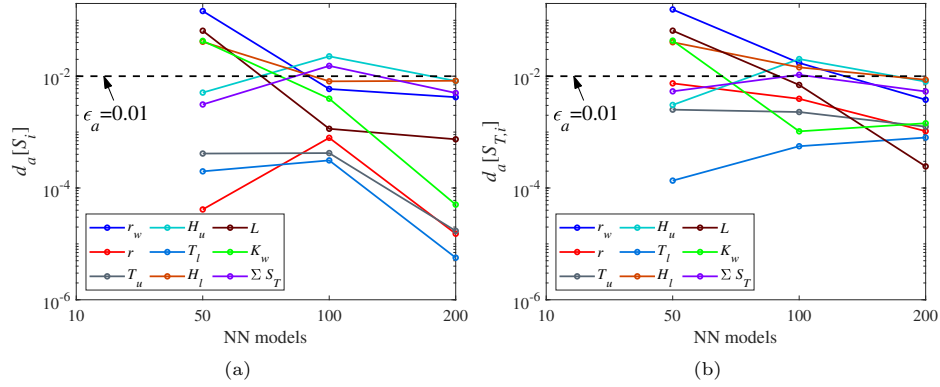 10^-2
10^-4
10^-6
d_a[S_i]
ϵ_a=0.01
r_w H_u L
r T_l K_w
T_u H_l Σ S_T
10 50 100 200
NN models
(a)
10^-2
10^-4
10^-6
d_a[S_{T,i}]
ϵ_a=0.01
r_w H_u L
r T_l K_w
T_u H_l Σ S_T
10 50 100 200
NN models
(b)